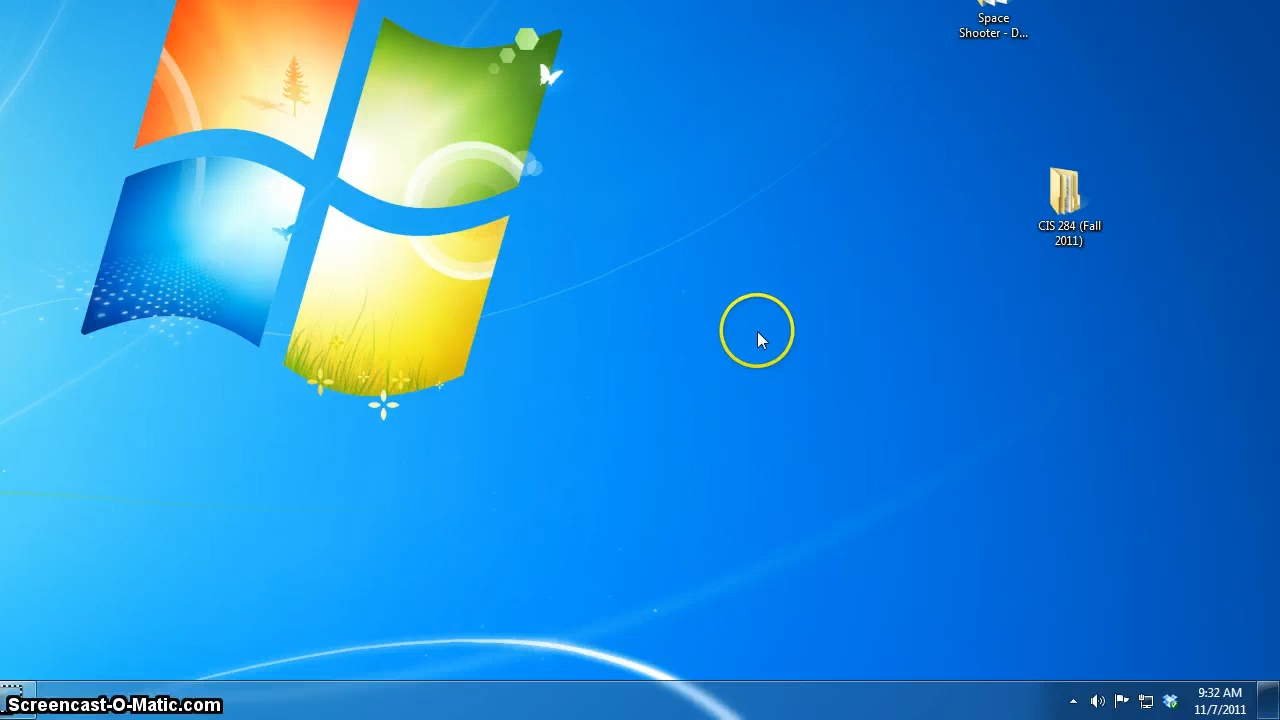 Space
Shooter - D...
CIS 284 (Fall
2011)
9:32 AM
11/7/2011
Screencast-O-Matic.com